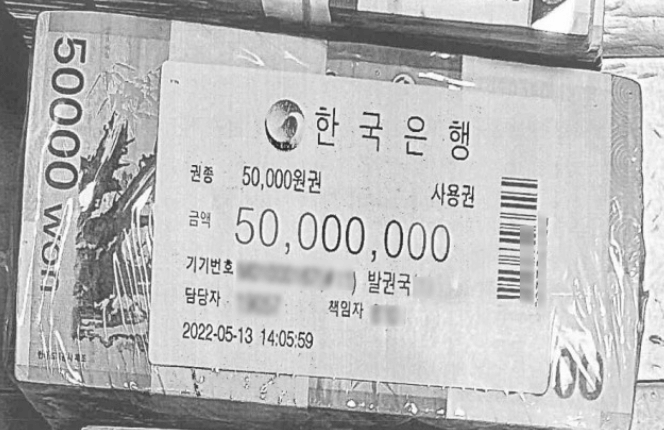 50000 won
한국은행
권종 50,000원권 사용권
금액 50,000,000
기기번호 ) 발권국
담당자 책임자
2022-05-13 14:05:59
00